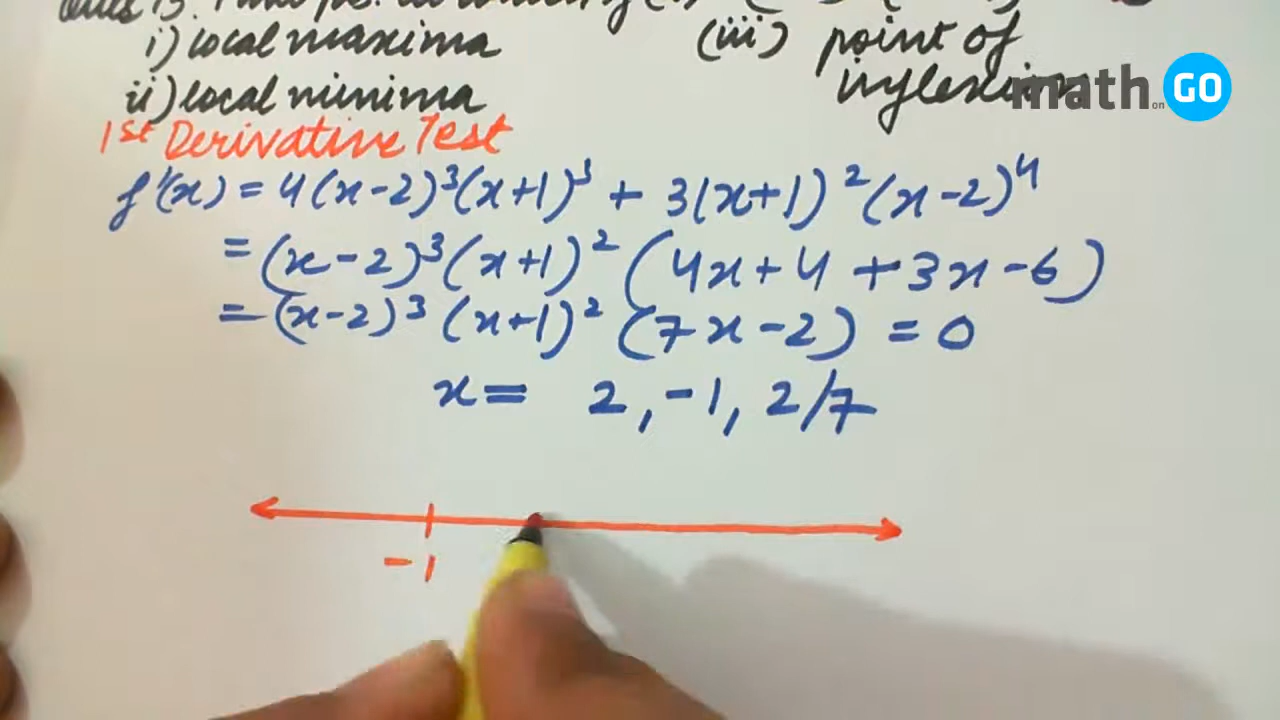 i) local maxima
(iii) point of
ii) local minima
inflexion
math on GO
1st Derivative Test
f'(x) = 4(x-2)³(x+1)³ + 3(x+1)²(x-2)⁴
= (x-2)³(x+1)²(4x+4+3x-6)
= (x-2)³(x+1)²(7x-2) = 0
x = 2, -1, 2/7
-1